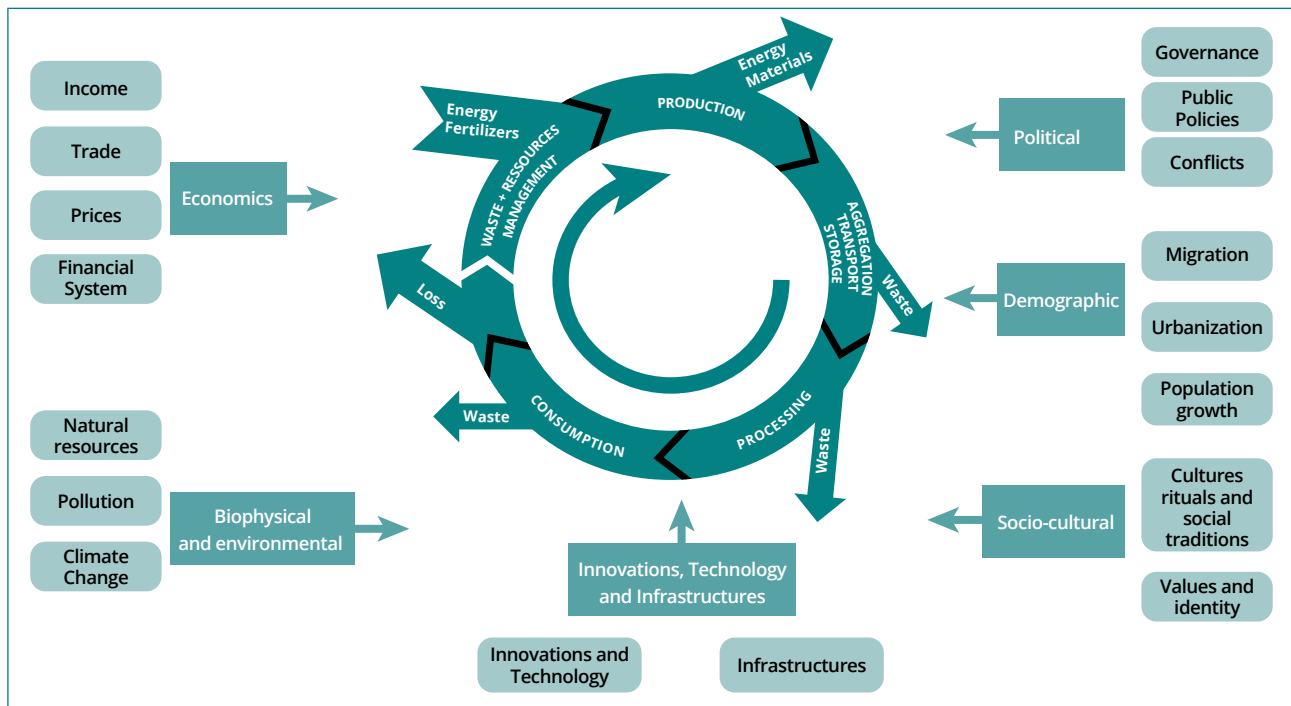 Income
Trade
Prices
Financial
System
Economics
Natural
resources
Pollution
Climate
Change
Biophysical
and environmental
Energy
Fertilizers
WASTE + RESSOURCES
MANAGEMENT
PRODUCTION
Energy
Materials
AGGREGATION
TRANSPORT
STORAGE
Waste
PROCESSING
Waste
CONSUMPTION
Waste
Loss
Innovations, Technology
and Infrastructures
Innovations and
Technology
Infrastructures
Political
Governance
Public
Policies
Conflicts
Demographic
Migration
Urbanization
Population
growth
Socio-cultural
Cultures
rituals and
social
traditions
Values and
identity